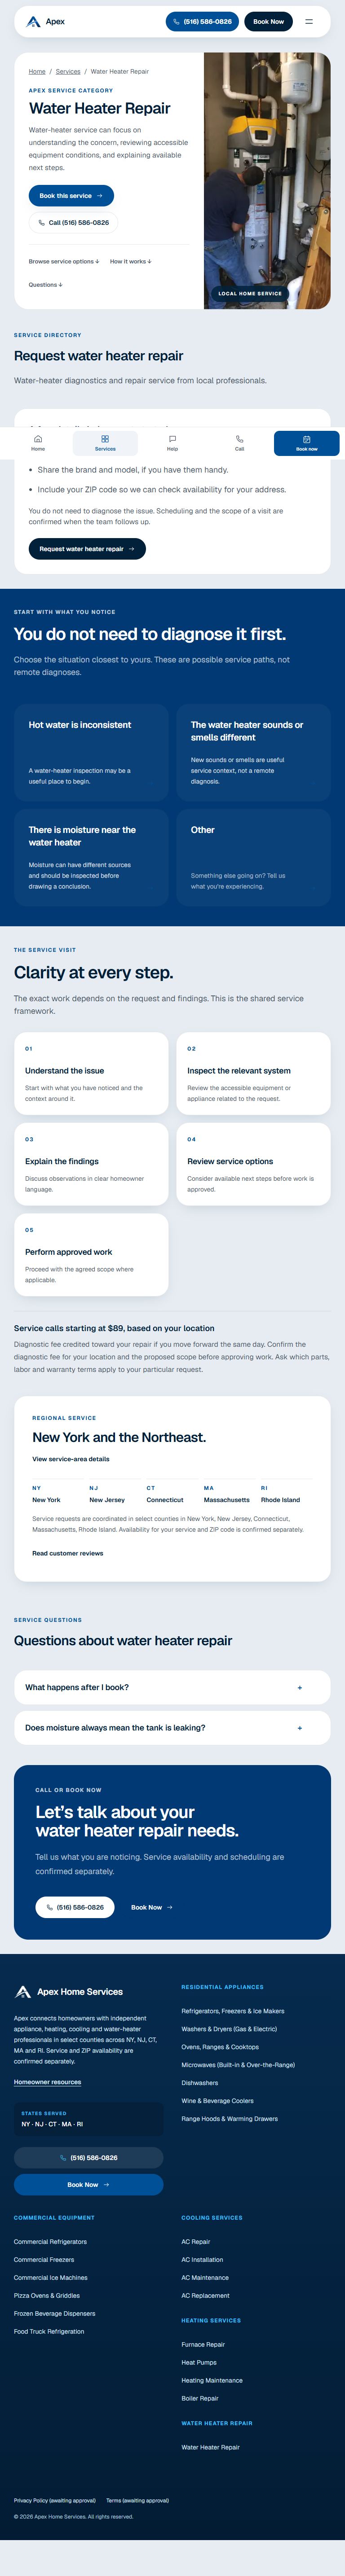 Apex
(516) 586-0826
Book Now
Home / Services / Water Heater Repair
APEX SERVICE CATEGORY
Water Heater Repair
Water-heater service can focus on
understanding the concern, reviewing accessible
equipment conditions, and explaining available
next steps.
Book this service →
Call (516) 586-0826
Browse service options ↓
How it works ↓
Questions ↓
LOCAL HOME SERVICE
SERVICE DIRECTORY
Request water heater repair
Water-heater diagnostics and repair service from local professionals.
Home
Services
Help
Call
Book now
• Share the brand and model, if you have them handy.
• Include your ZIP code so we can check availability for your address.
You do not need to diagnose the issue. Scheduling and the scope of a visit are
confirmed when the team follows up.
Request water heater repair →
START WITH WHAT YOU NOTICE
You do not need to diagnose it first.
Choose the situation closest to yours. These are possible service paths, not
remote diagnoses.
Hot water is inconsistent
A water-heater inspection may be a
useful place to begin.
The water heater sounds or
smells different
New sounds or smells are useful
service context, not a remote
diagnosis.
There is moisture near the
water heater
Moisture can have different sources
and should be inspected before
drawing a conclusion.
Other
Something else going on? Tell us
what you're experiencing.
THE SERVICE VISIT
Clarity at every step.
The exact work depends on the request and findings. This is the shared service
framework.
01
Understand the issue
Start with what you have noticed and the
context around it.
02
Inspect the relevant system
Review the accessible equipment or
appliance related to the request.
03
Explain the findings
Discuss observations in clear homeowner
language.
04
Review service options
Consider available next steps before work is
approved.
05
Perform approved work
Proceed with the agreed scope where
applicable.
Service calls starting at $89, based on your location
Diagnostic fee credited toward your repair if you move forward the same day. Confirm the
diagnostic fee for your location and the proposed scope before approving work. Ask which parts,
labor and warranty terms apply to your particular request.
REGIONAL SERVICE
New York and the Northeast.
View service-area details
NY
New York
NJ
New Jersey
CT
Connecticut
MA
Massachusetts
RI
Rhode Island
Service requests are coordinated in select counties in New York, New Jersey, Connecticut,
Massachusetts, Rhode Island. Availability for your service and ZIP code is confirmed separately.
Read customer reviews
SERVICE QUESTIONS
Questions about water heater repair
What happens after I book? +
Does moisture always mean the tank is leaking? +
CALL OR BOOK NOW
Let's talk about your
water heater repair needs.
Tell us what you are noticing. Service availability and scheduling are
confirmed separately.
(516) 586-0826
Book Now →
Apex Home Services
Apex connects homeowners with independent
appliance, heating, cooling and water-heater
professionals in select counties across NY, NJ, CT,
MA and RI. Service and ZIP availability are
confirmed separately.
Homeowner resources
STATES SERVED
NY · NJ · CT · MA · RI
(516) 586-0826
Book Now →
RESIDENTIAL APPLIANCES
Refrigerators, Freezers & Ice Makers
Washers & Dryers (Gas & Electric)
Ovens, Ranges & Cooktops
Microwaves (Built-in & Over-the-Range)
Dishwashers
Wine & Beverage Coolers
Range Hoods & Warming Drawers
COMMERCIAL EQUIPMENT
Commercial Refrigerators
Commercial Freezers
Commercial Ice Machines
Pizza Ovens & Griddles
Frozen Beverage Dispensers
Food Truck Refrigeration
COOLING SERVICES
AC Repair
AC Installation
AC Maintenance
AC Replacement
HEATING SERVICES
Furnace Repair
Heat Pumps
Heating Maintenance
Boiler Repair
WATER HEATER REPAIR
Water Heater Repair
Privacy Policy (awaiting approval)
Terms (awaiting approval)
© 2026 Apex Home Services. All rights reserved.